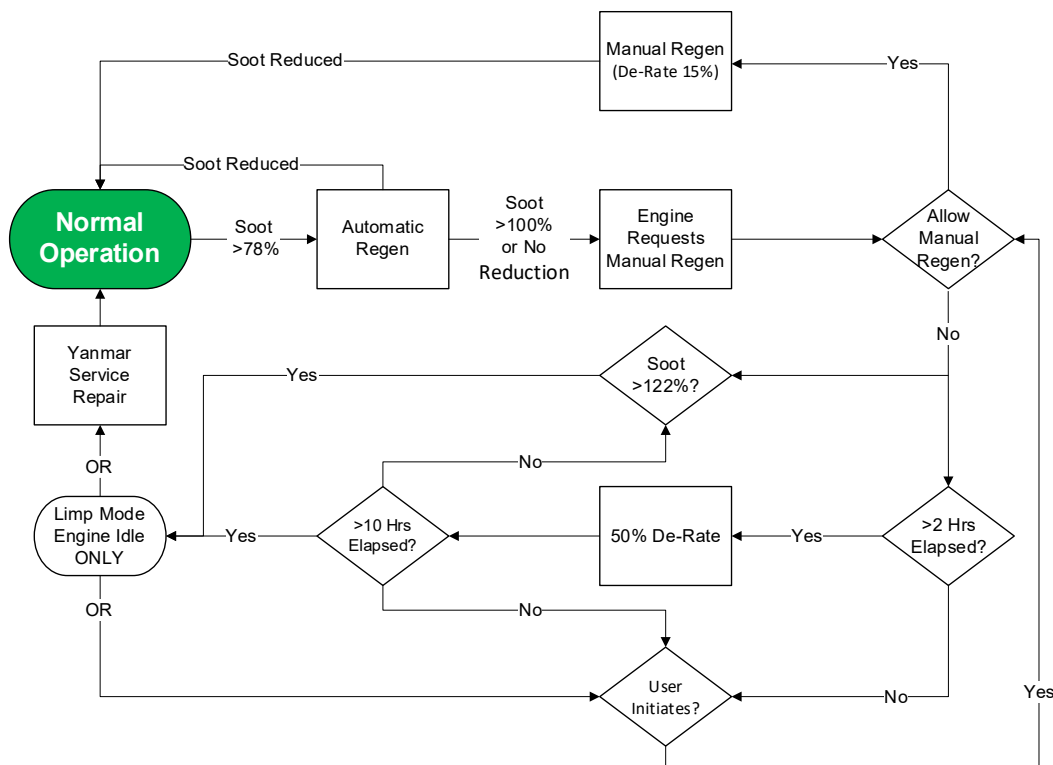 Manual Regen
(De-Rate 15%)
Soot Reduced
Yes
Soot Reduced
Normal
Operation
Soot
>78%
Automatic
Regen
Soot
>100%
or No
Reduction
Engine
Requests
Manual Regen
Allow
Manual
Regen?
No
Yanmar
Service
Repair
Yes
Soot
>122%?
OR
No
Limp Mode
Engine Idle
ONLY
Yes
>10 Hrs
Elapsed?
50% De-Rate
Yes
>2 Hrs
Elapsed?
OR
No
User
Initiates?
No
Yes